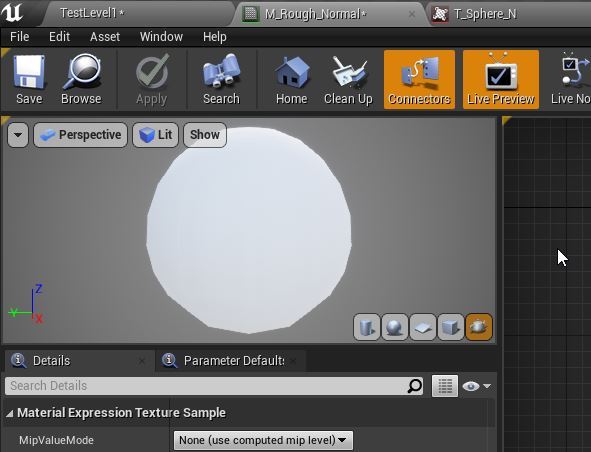 TestLevel1 *
M_Rough_Normal*
T_Sphere_N
File Edit Asset Window Help
Save Browse Apply Search Home Clean Up Connectors Live Preview Live No
Perspective Lit Show
Z
Y
X
Details Parameter Defaults
Search Details
Material Expression Texture Sample
MipValueMode None (use computed mip level)